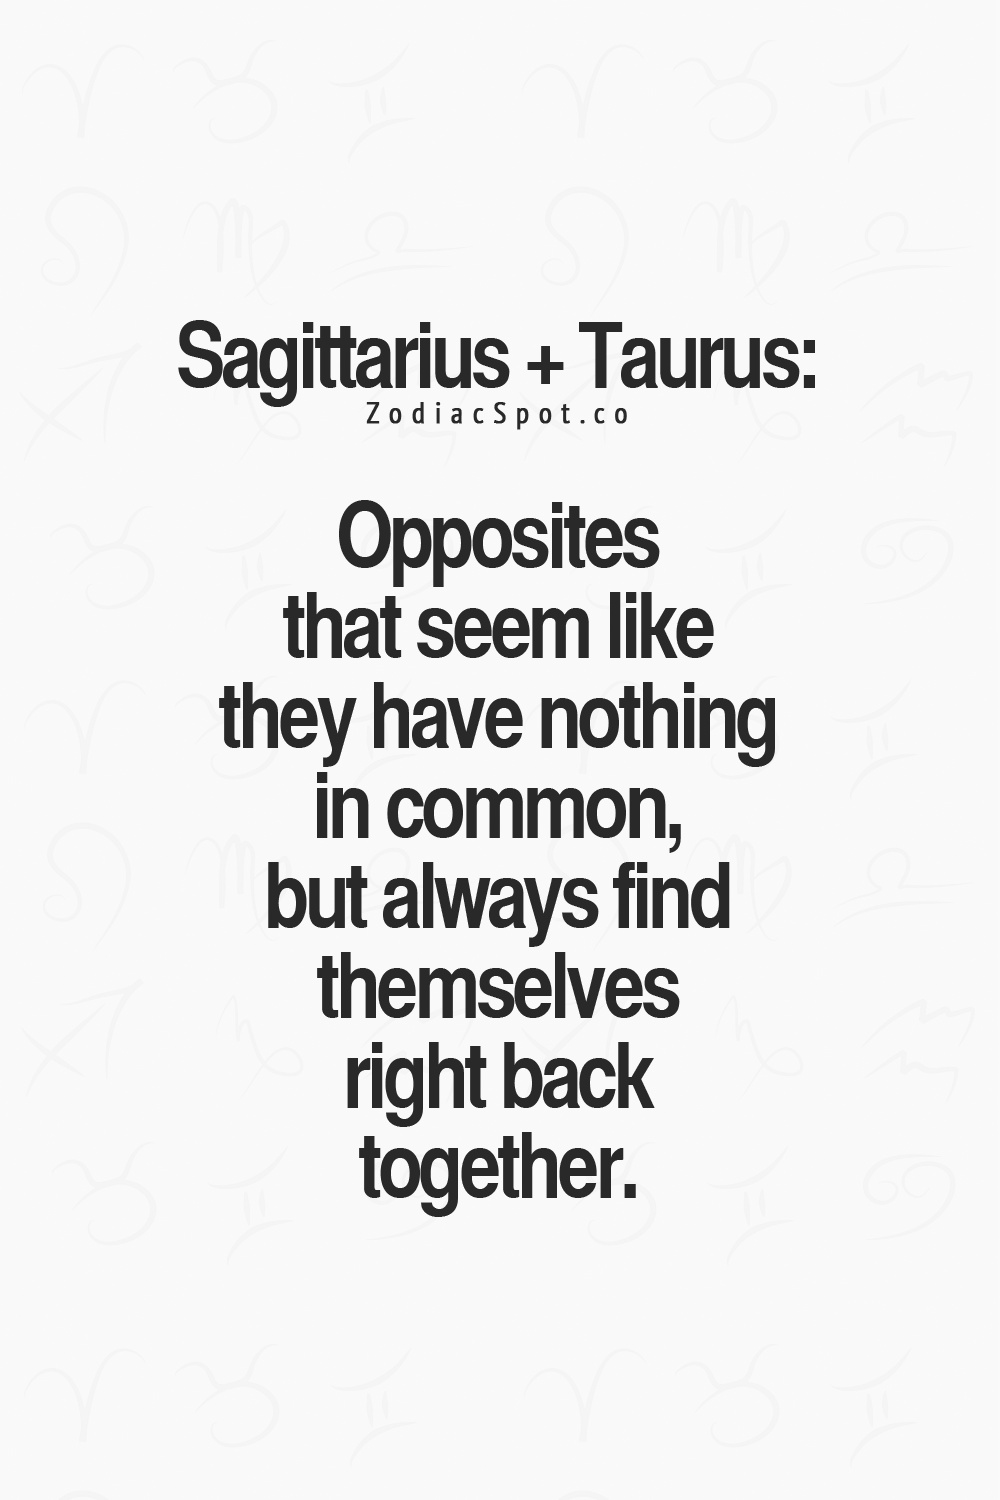 Sagittarius + Taurus:
ZodiacSpot.co
Opposites
that seem like
they have nothing
in common,
but always find
themselves
right back
together.